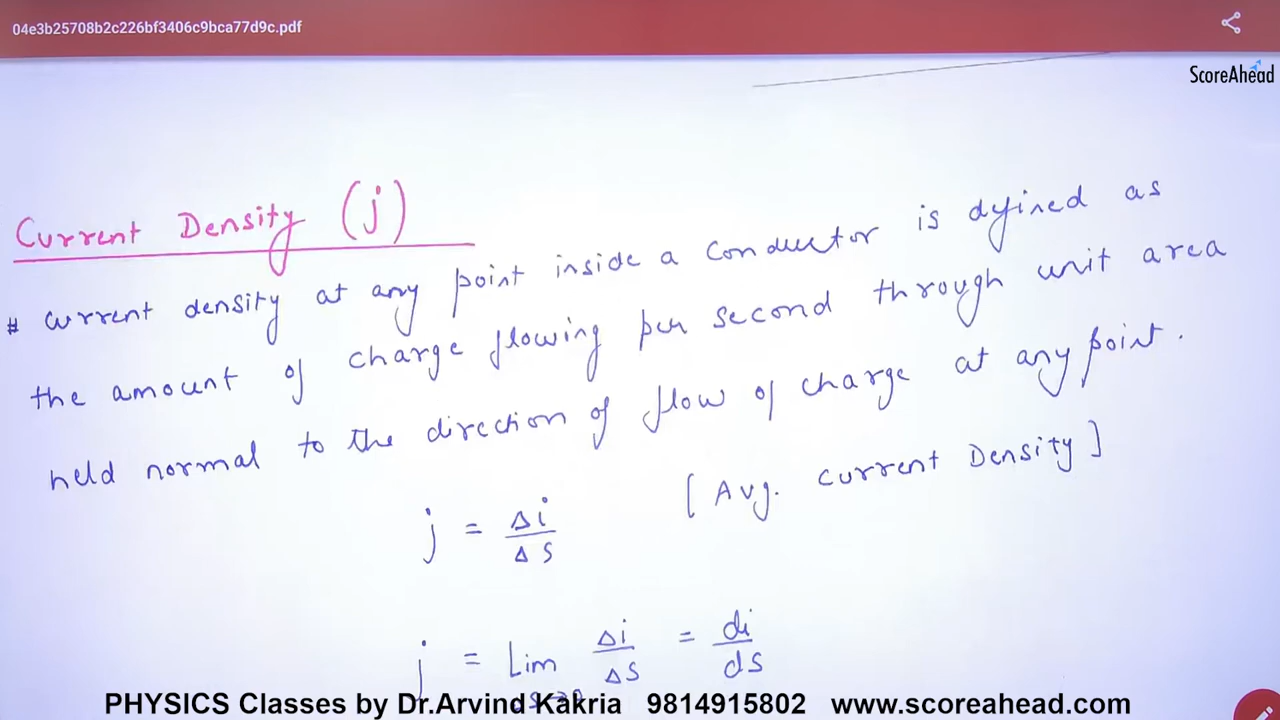 04e3b25708b2c226bf3406c9bca77d9c.pdf
ScoreAhead
Current Density (j)
# Current density at any point inside a conductor is defined as
the amount of charge flowing per second through unit area
held normal to the direction of flow of charge at any point.
j = Δi/Δs [Avg. Current Density]
j = Lim Δi/Δs = di/ds
PHYSICS Classes by Dr.Arvind Kakria 9814915802 www.scoreahead.com